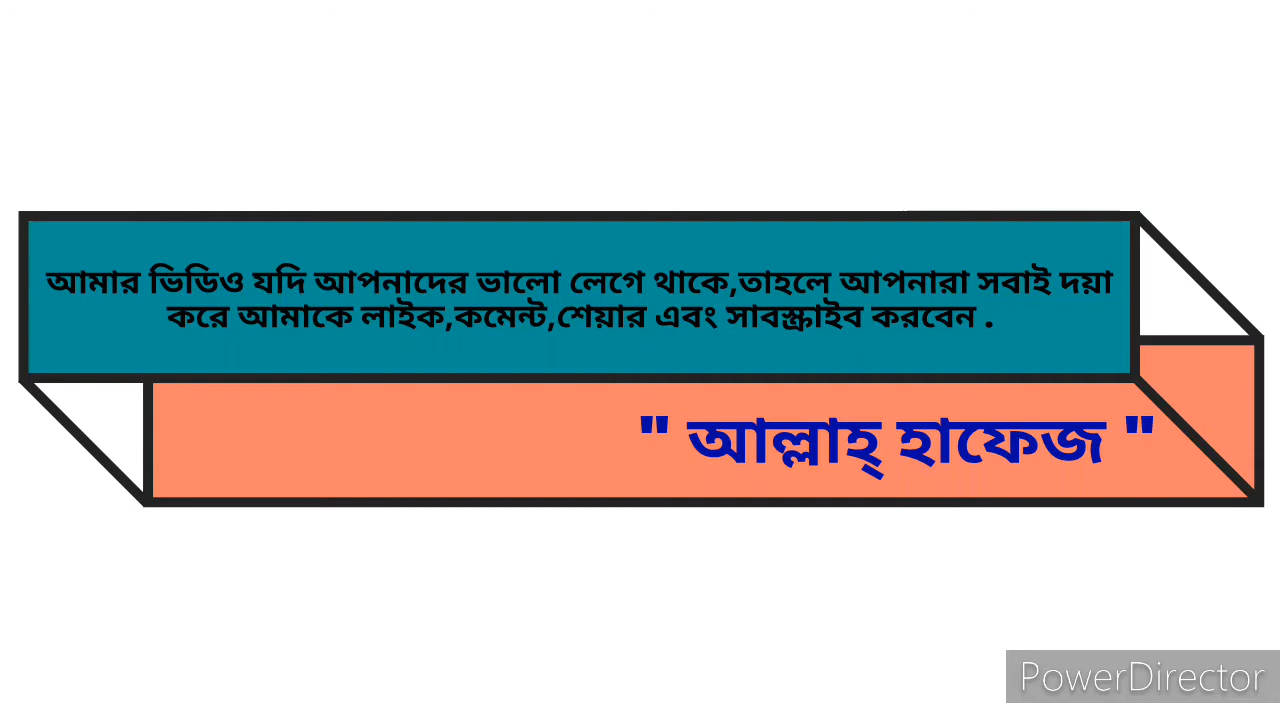 আমার ভিডিও যদি আপনাদের ভালো লেগে থাকে,তাহলে আপনারা সবাই দয়া
করে আমাকে লাইক,কমেন্ট,শেয়ার এবং সাবস্ক্রাইব করবেন .
" আল্লাহ্ হাফেজ "
PowerDirector